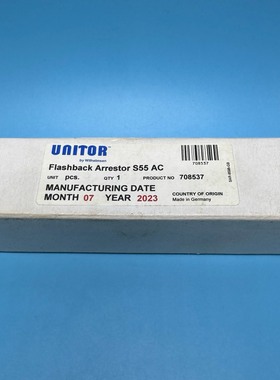 UNITOR
by Wilhelmsen
708537
Flashback Arrestor S55 AC
UNIT pcs. QTY 1 PRODUCT NO 708537
MANUFACTURING DATE
MONTH 07 YEAR 2023
COUNTRY OF ORIGIN
Made in Germany